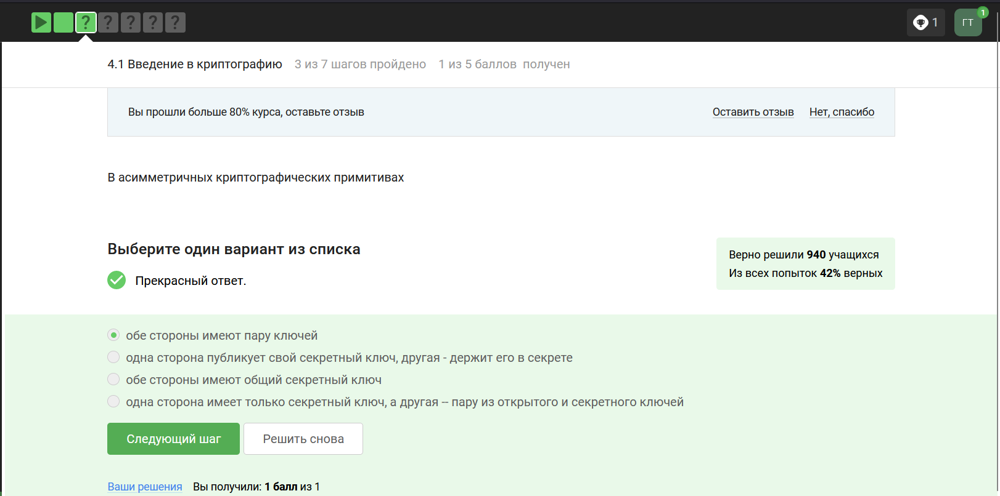 ? ? ? ? ?
1
ГТ
1
4.1 Введение в криптографию 3 из 7 шагов пройдено 1 из 5 баллов получен
Вы прошли больше 80% курса, оставьте отзыв
Оставить отзыв Нет, спасибо
В асимметричных криптографических примитивах
Выберите один вариант из списка
Прекрасный ответ.
Верно решили 940 учащихся
Из всех попыток 42% верных
обе стороны имеют пару ключей
одна сторона публикует свой секретный ключ, другая - держит его в секрете
обе стороны имеют общий секретный ключ
одна сторона имеет только секретный ключ, а другая -- пару из открытого и секретного ключей
Следующий шаг Решить снова
Ваши решения Вы получили: 1 балл из 1